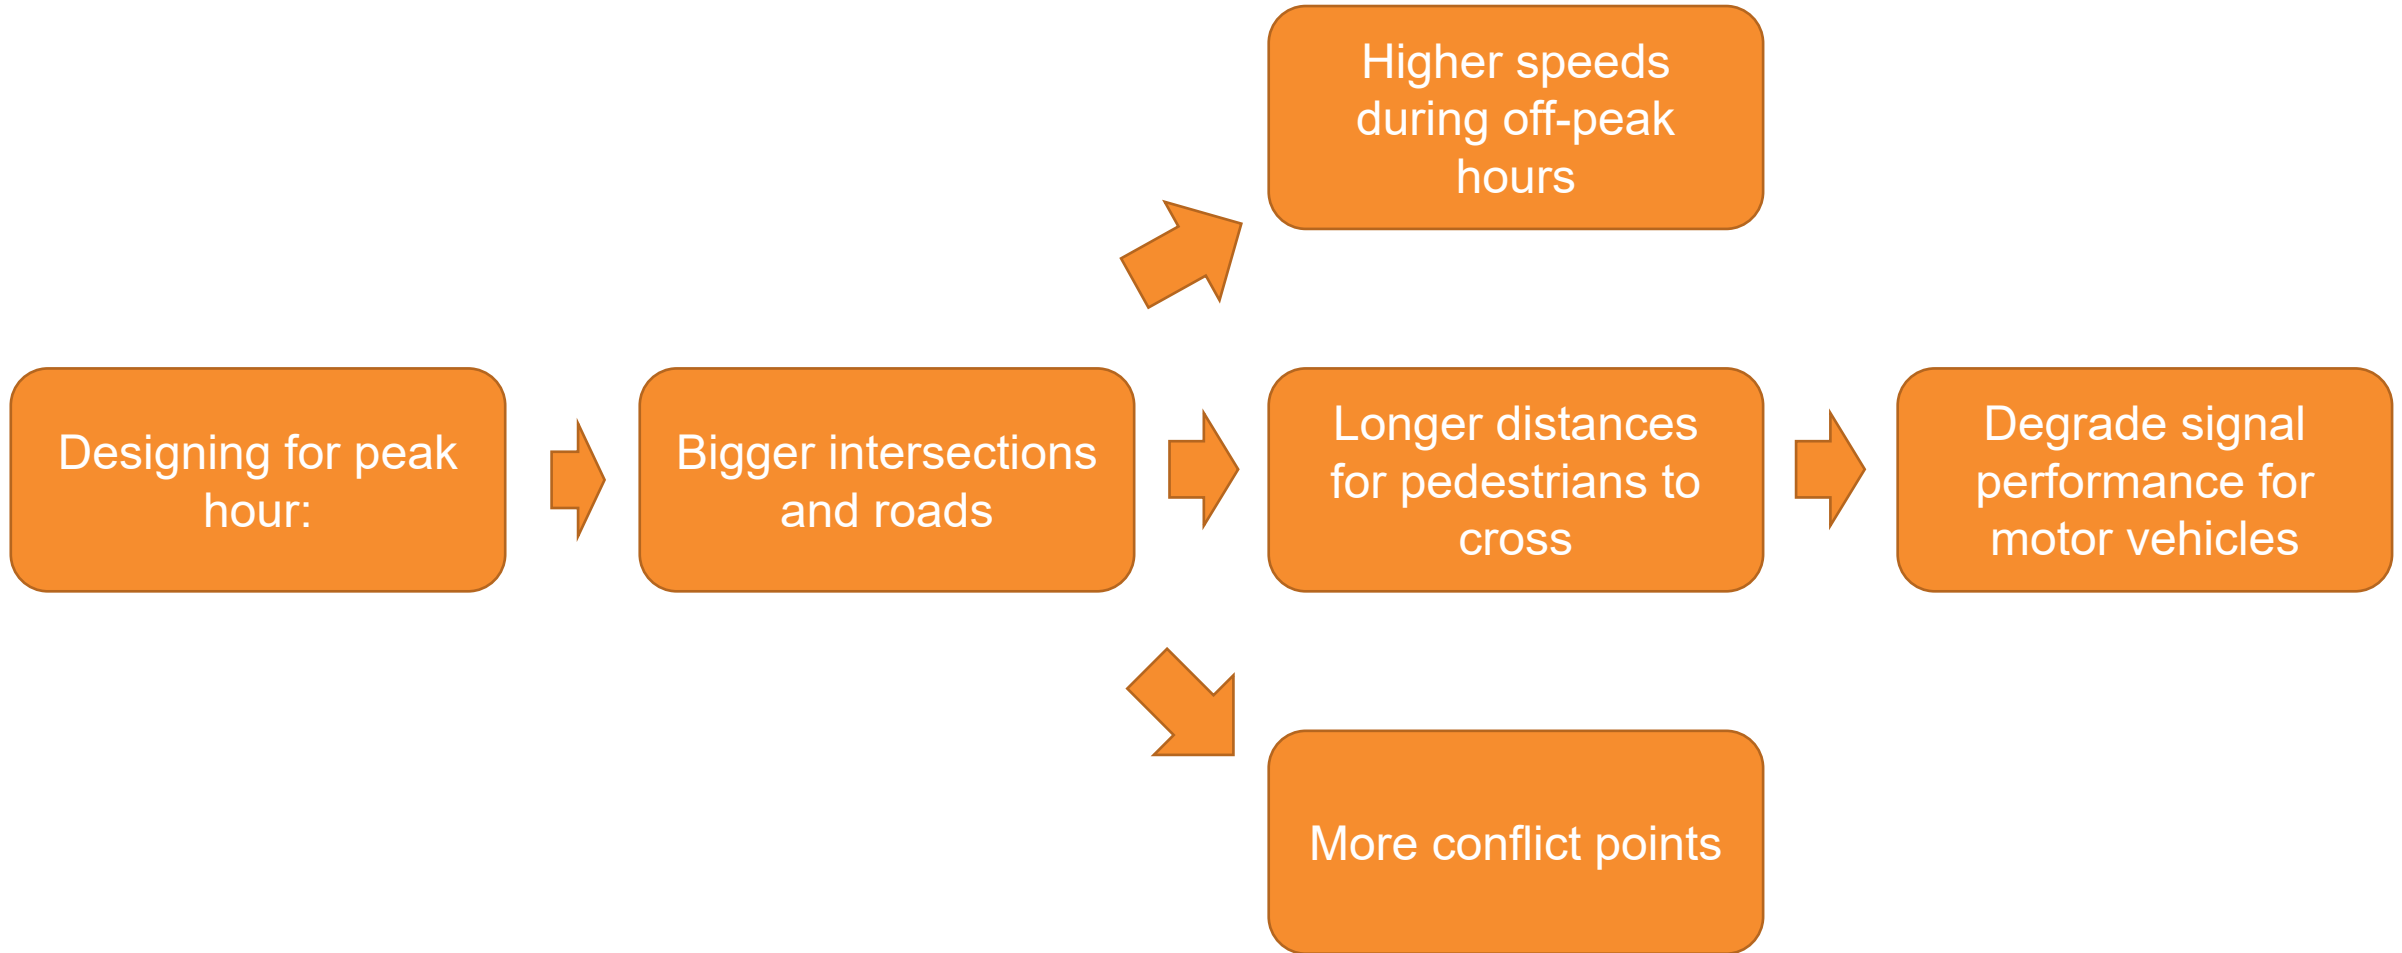 Higher speeds
during off-peak
hours
Designing for peak
hour:
Bigger intersections
and roads
Longer distances
for pedestrians to
cross
Degrade signal
performance for
motor vehicles
More conflict points